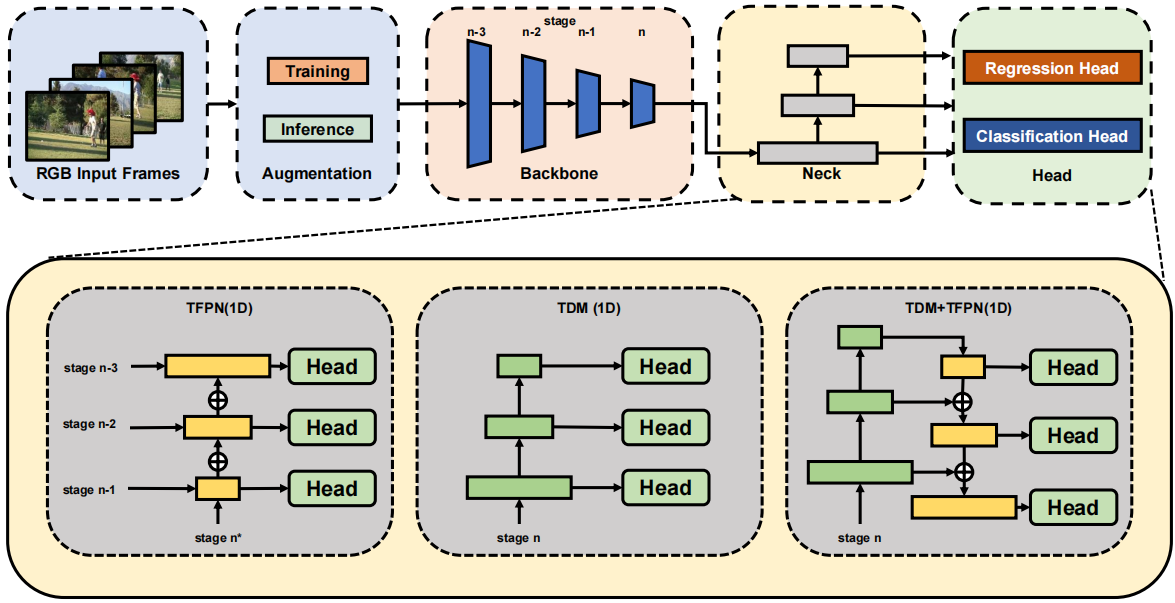 stage
n-3
n-2
n-1
n
Training
Inference
Regression Head
Classification Head
RGB Input Frames
Augmentation
Backbone
Neck
Head
TFPN(1D)
stage n-3
Head
stage n-2
Head
stage n-1
Head
stage n*
TDM (1D)
Head
Head
Head
stage n
TDM+TFPN(1D)
Head
Head
Head
stage n